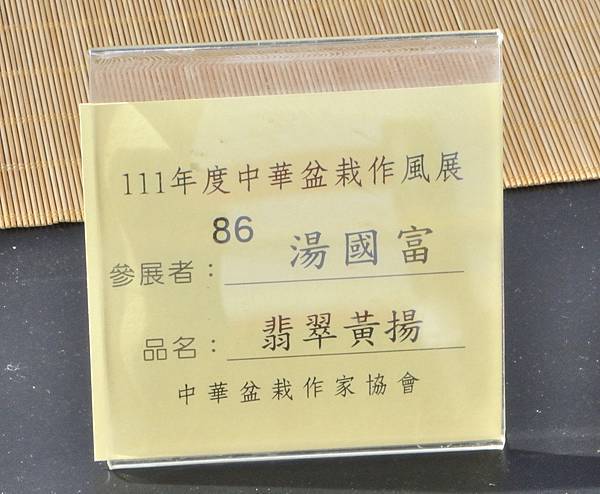 111年度中華盆栽作風展
86
參展者：湯國富
品名：翡翠黃揚
中華盆栽作家協會